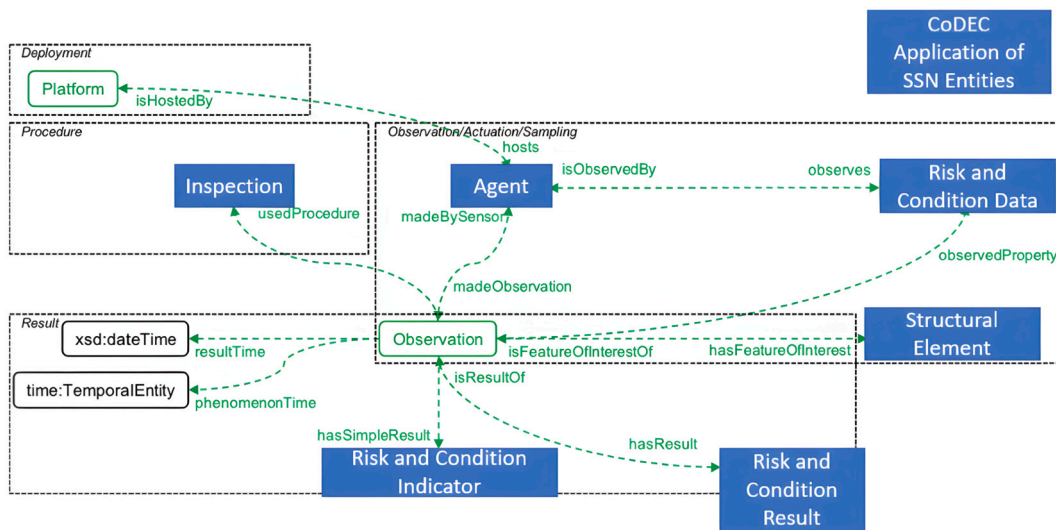 CoDEC
Application of
SSN Entities
Deployment
Platform
isHostedBy
Procedure
Observation/Actuation/Sampling
hosts
Inspection
Agent
isObservedBy
observes
Risk and
Condition Data
usedProcedure
madeBySensor
observedProperty
madeObservation
Result
xsd:dateTime
resultTime
Observation
isFeatureOfInterestOf
hasFeatureOfInterest
Structural
Element
time:TemporalEntity
phenomenonTime
isResultOf
hasSimpleResult
hasResult
Risk and Condition
Indicator
Risk and
Condition
Result